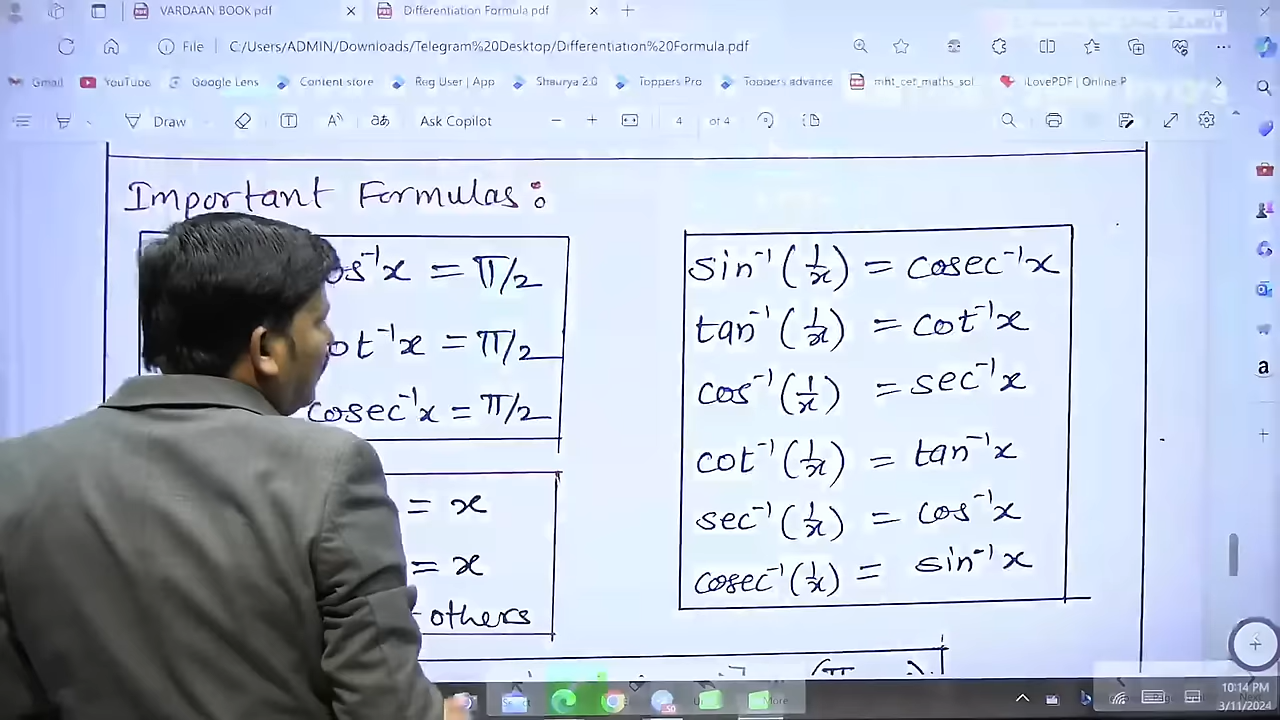 VARDAAN BOOK.pdf
Differentiation Formula.pdf
File
C:/Users/ADMIN/Downloads/Telegram%20Desktop/Differentiation%20Formula.pdf
Gmail YouTube Google Lens Content store Reg User | App Shaurya 2.0 Toppers Pro Toppers advance mht_cet_maths_sol iLovePDF | Online P
Draw Ask Copilot 4 of 4
Important Formulas:
os⁻¹x = π/2
ot⁻¹x = π/2
cosec⁻¹x = π/2
= x
= x
others
sin⁻¹(1/x) = cosec⁻¹x
tan⁻¹(1/x) = cot⁻¹x
cos⁻¹(1/x) = sec⁻¹x
cot⁻¹(1/x) = tan⁻¹x
sec⁻¹(1/x) = cos⁻¹x
cosec⁻¹(1/x) = sin⁻¹x
More
10:14 PM
3/11/2024